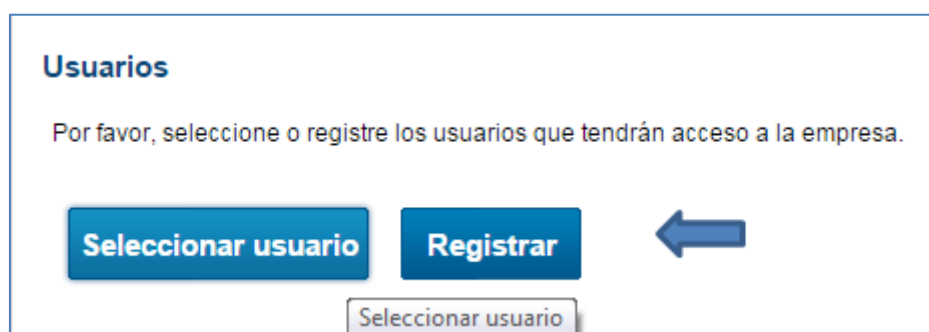 Usuarios
Por favor, seleccione o registre los usuarios que tendrán acceso a la empresa.
Seleccionar usuario Registrar
Seleccionar usuario